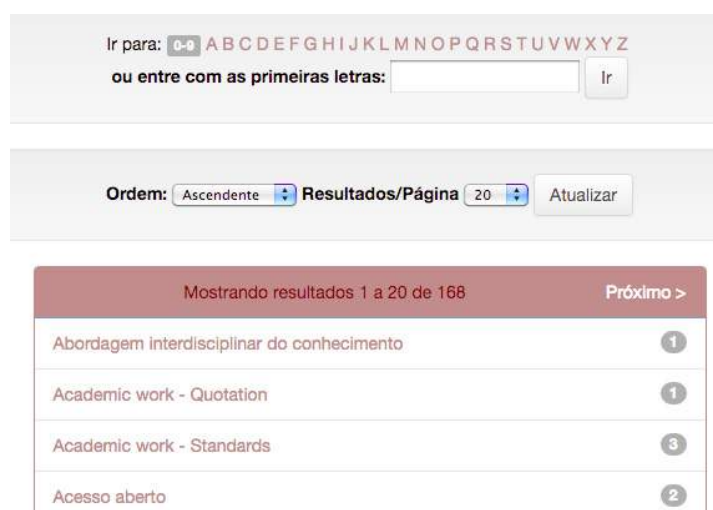 Ir para: 0-9 A B C D E F G H I J K L M N O P Q R S T U V W X Y Z
ou entre com as primeiras letras: Ir
Ordem: Ascendente Resultados/Página 20 Atualizar
Mostrando resultados 1 a 20 de 168 Próximo >
Abordagem interdisciplinar do conhecimento 1
Academic work - Quotation 1
Academic work - Standards 3
Acesso aberto 2